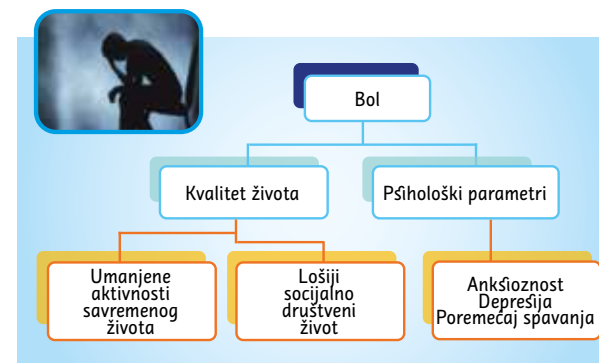 Bol
Kvalitet života
Psihološki parametri
Umanjene
aktivnosti
savremenog
života
Lošiji
socijalno
društveni
život
Anksioznost
Depresija
Poremećaj spavanja